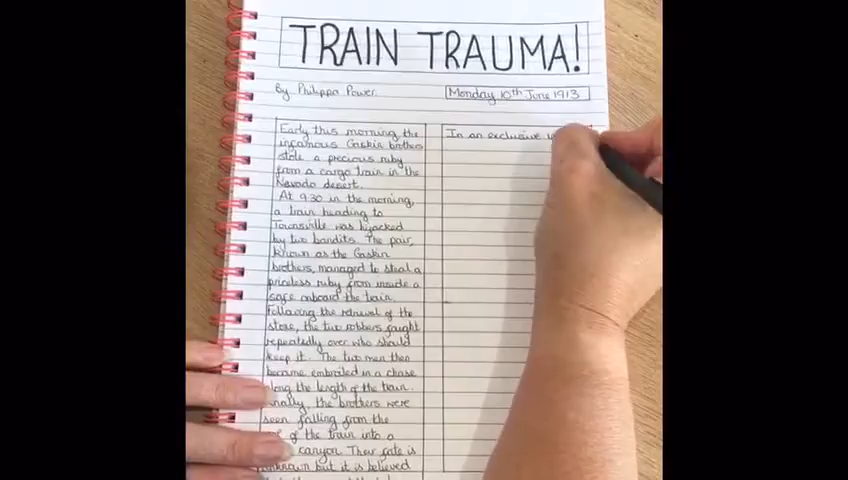 TRAIN TRAUMA!
By Philippa Power
Monday 10th June 1913
Early this morning the
infamous Gaskin brothers
stole a precious ruby
from a cargo train in the
Nevada desert.
At 9.30 in the morning,
a train heading to
Townsville was hijacked
by two bandits. The pair,
known as the Gaskin
brothers, managed to steal a
priceless ruby from inside a
safe onboard the train.
Following the removal of the
stone, the two robbers fought
repeatedly over who should
keep it. The two men then
became embroiled in a chase
along the length of the train.
the brothers were
seen falling from the
of the train into a
canyon. Their fate is
but it is believed
In an exclusive